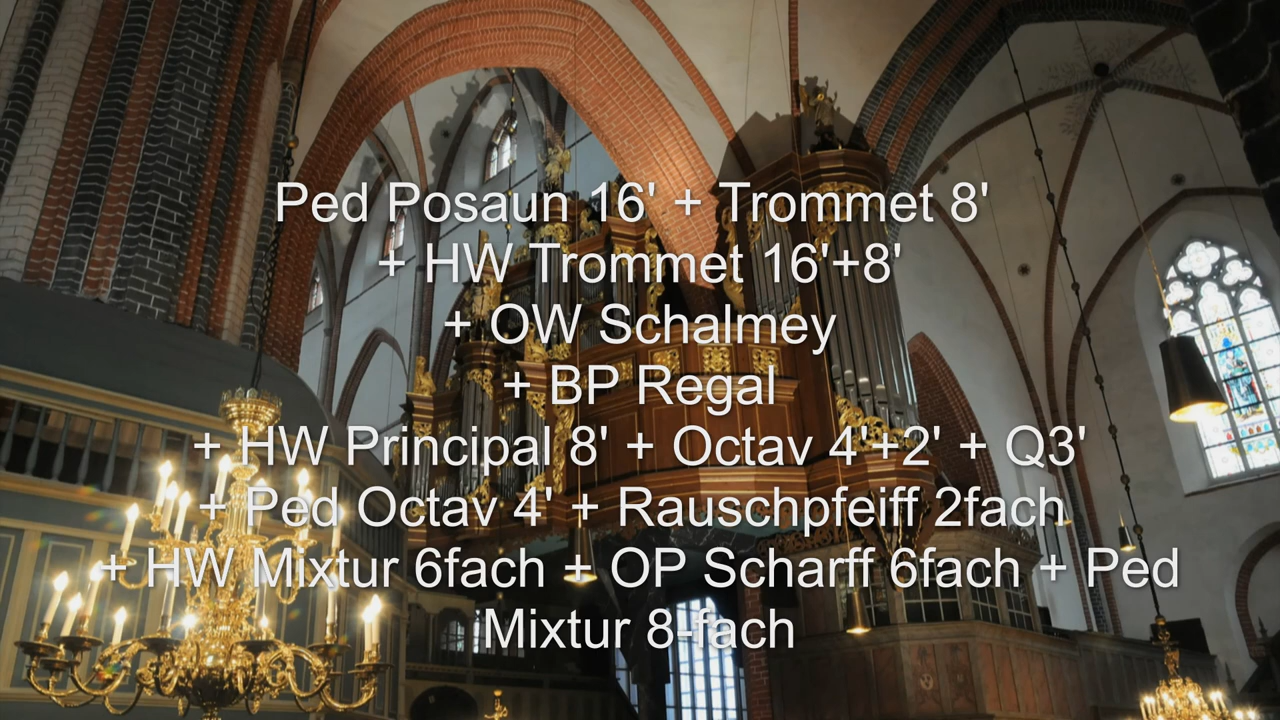 Ped Posaun 16' + Trommet 8'
+ HW Trommet 16'+8'
+ OW Schalmey
+ BP Regal
+ HW Principal 8' + Octav 4'+2' + Q3'
+ Ped Octav 4' + Rauschpfeiff 2fach
+ HW Mixtur 6fach + OP Scharff 6fach + Ped
Mixtur 8-fach